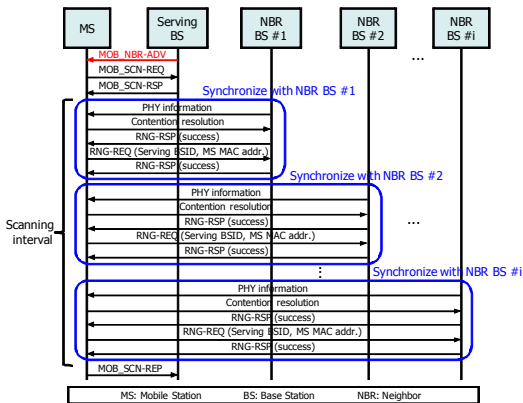 MS
Serving
BS
NBR
BS #1
NBR
BS #2
...
NBR
BS #i
MOB_NBR-ADV
MOB_SCN-REQ
MOB_SCN-RSP
Synchronize with NBR BS #1
PHY information
Contention resolution
RNG-RSP (success)
RNG-REQ (Serving BSID, MS MAC addr.)
RNG-RSP (success)
Synchronize with NBR BS #2
PHY information
Contention resolution
RNG-RSP (success)
RNG-REQ (Serving BSID, MS MAC addr.)
RNG-RSP (success)
...
Scanning
interval
...
Synchronize with NBR BS #i
PHY information
Contention resolution
RNG-RSP (success)
RNG-REQ (Serving BSID, MS MAC addr.)
RNG-RSP (success)
MOB_SCN-REP
MS: Mobile Station BS: Base Station NBR: Neighbor